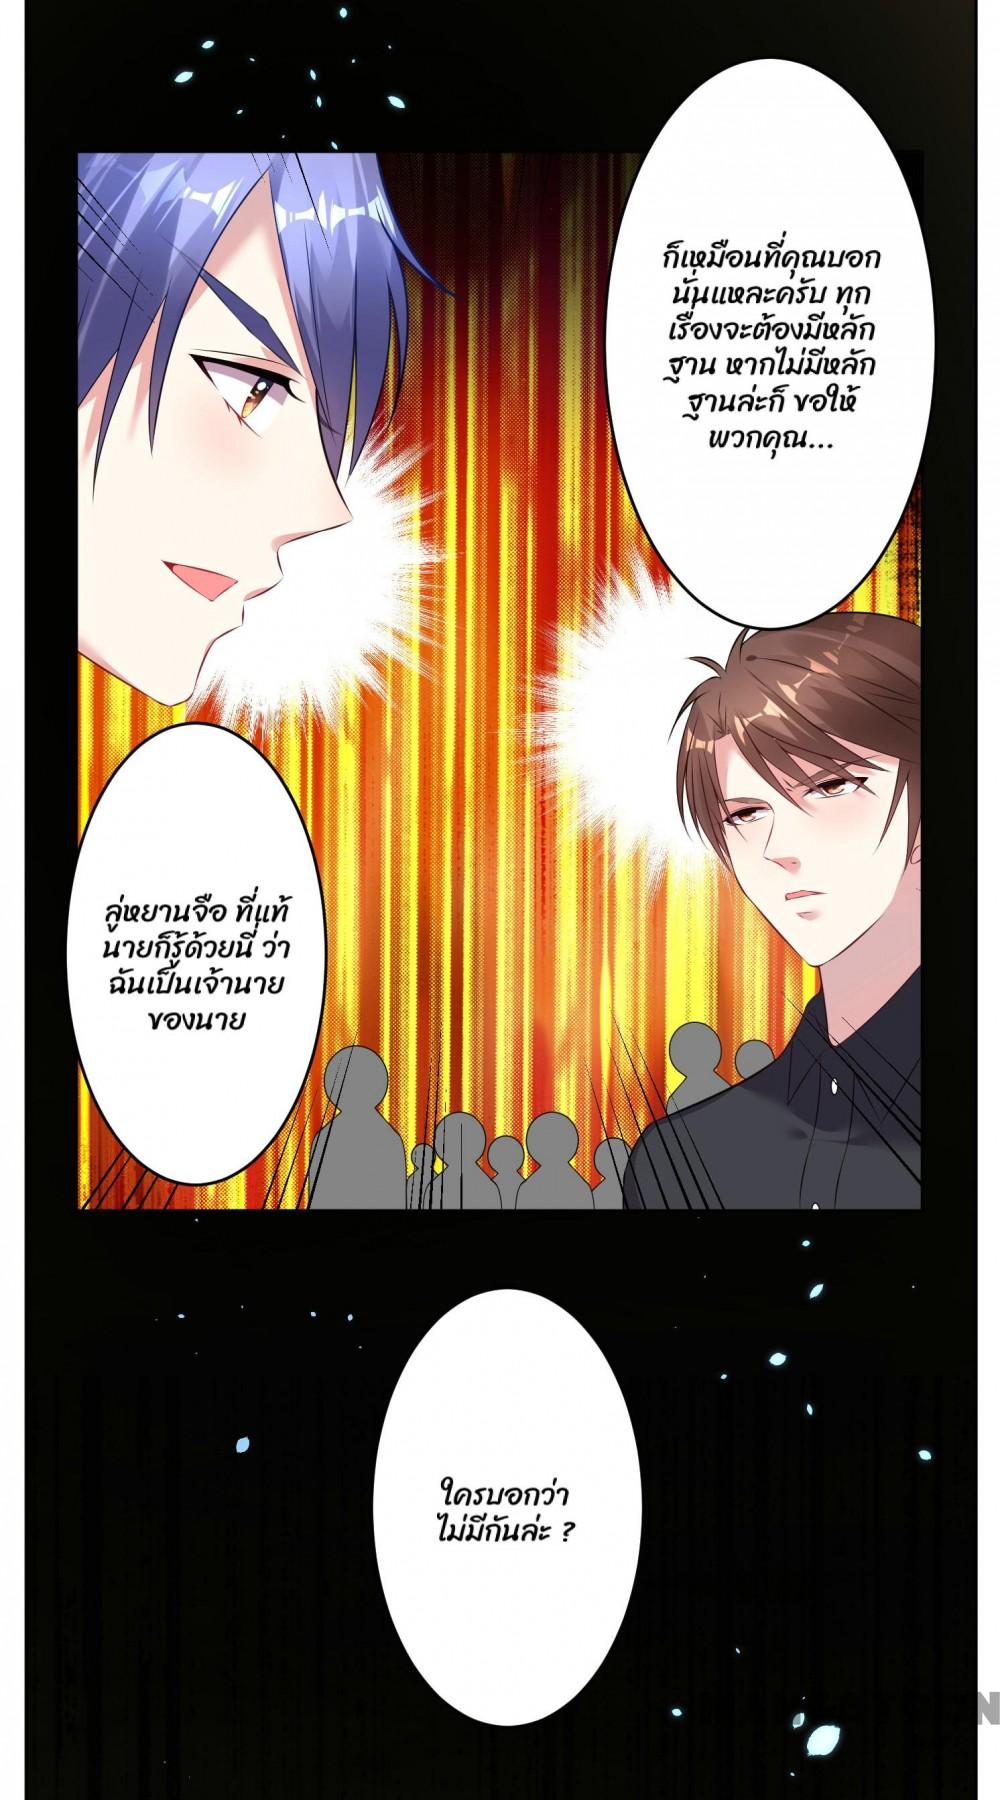 ก็เหมือนที่คุณบอก
นั่นแหละครับ ทุก
เรื่องจะต้องมีหลัก
ฐาน หากไม่มีหลัก
ฐานล่ะก็ ขอให้
พวกคุณ...
ลู่หยานจือ ที่แท้
นายก็รู้ด้วยนี่ ว่า
ฉันเป็นเจ้านาย
ของนาย
ใครบอกว่า
ไม่มีกันล่ะ ?